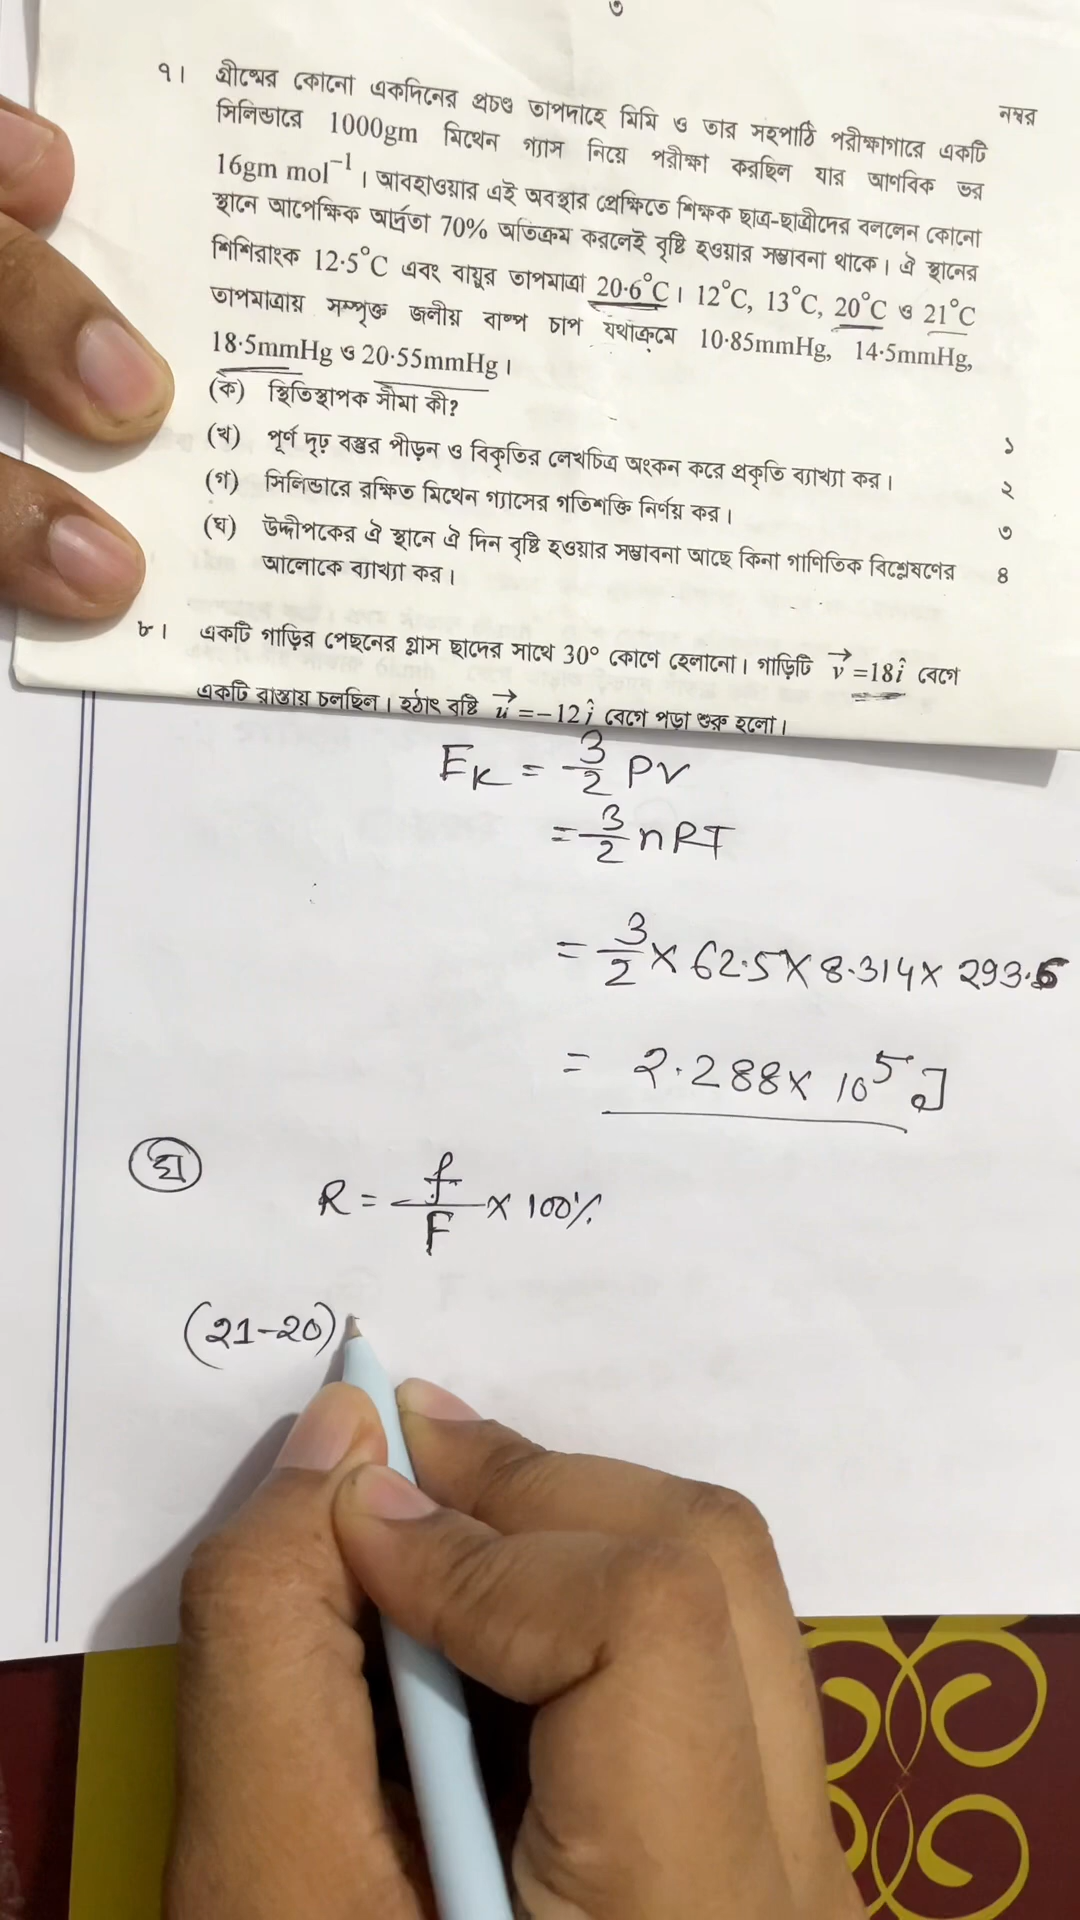 ৩
নম্বর
৭। গ্রীষ্মের কোনো একদিনের প্রচণ্ড তাপদাহে মিমি ও তার সহপাঠি পরীক্ষাগারে একটি
সিলিন্ডারে 1000gm মিথেন গ্যাস নিয়ে পরীক্ষা করছিল যার আণবিক ভর
16gm mol⁻¹। আবহাওয়ার এই অবস্থার প্রেক্ষিতে শিক্ষক ছাত্র-ছাত্রীদের বললেন কোনো
স্থানে আপেক্ষিক আর্দ্রতা 70% অতিক্রম করলেই বৃষ্টি হওয়ার সম্ভাবনা থাকে। ঐ স্থানের
শিশিরাংক 12·5°C এবং বায়ুর তাপমাত্রা 20·6°C। 12°C, 13°C, 20°C ও 21°C
তাপমাত্রায় সম্পৃক্ত জলীয় বাষ্প চাপ যথাক্রমে 10·85mmHg, 14·5mmHg,
18·5mmHg ও 20·55mmHg।
(ক) স্থিতিস্থাপক সীমা কী? ১
(খ) পূর্ণ দৃঢ় বস্তুর পীড়ন ও বিকৃতির লেখচিত্র অংকন করে প্রকৃতি ব্যাখ্যা কর। ২
(গ) সিলিন্ডারে রক্ষিত মিথেন গ্যাসের গতিশক্তি নির্ণয় কর। ৩
(ঘ) উদ্দীপকের ঐ স্থানে ঐ দিন বৃষ্টি হওয়ার সম্ভাবনা আছে কিনা গাণিতিক বিশ্লেষণের ৪
আলোকে ব্যাখ্যা কর।
৮। একটি গাড়ির পেছনের গ্লাস ছাদের সাথে 30° কোণে হেলানো। গাড়িটি v⃗ =18î বেগে
একটি রাস্তায় চলছিল। হঠাৎ বৃষ্টি u⃗ =−12ĵ বেগে পড়া শুরু হলো।
E_K = 3/2 PV
= 3/2 nRT
= 3/2 × 62.5 × 8.314 × 293.6
= 2.288 × 10⁵ J
ঘ
R = f/F × 100%
(21-20)